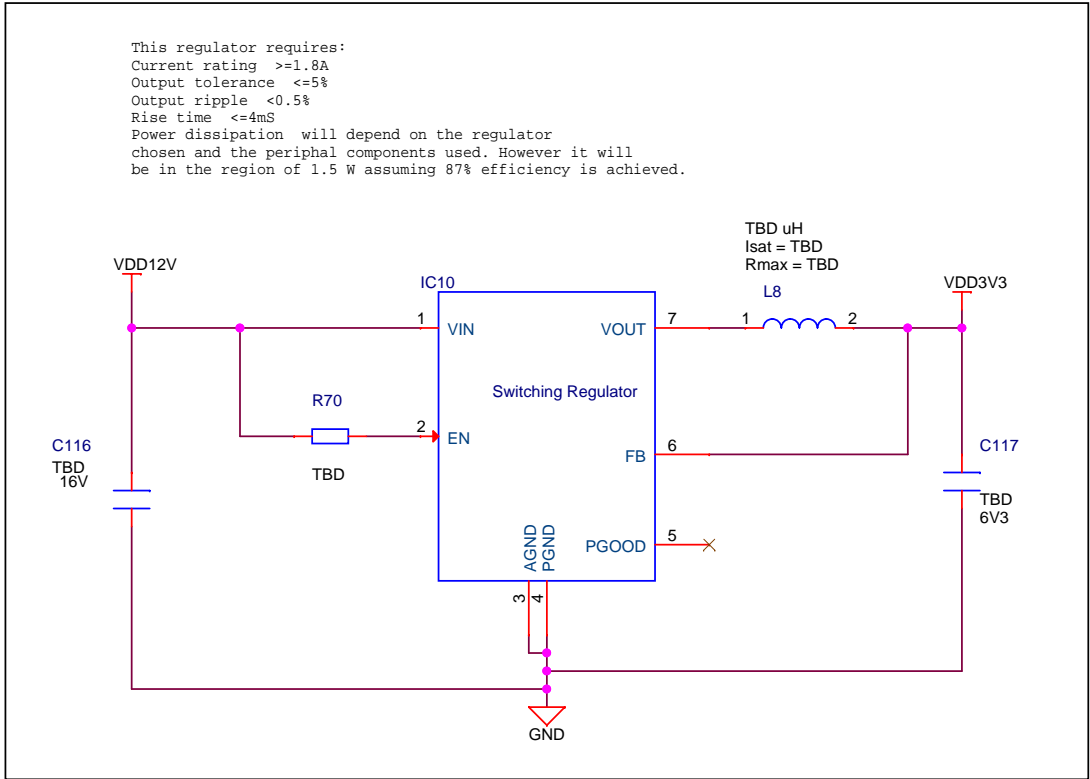 This regulator requires:
Current rating  >=1.8A
Output tolerance  <=5%
Output ripple  <0.5%
Rise time  <=4mS
Power dissipation  will depend on the regulator
chosen and the periphal components used. However it will
be in the region of 1.5 W assuming 87% efficiency is achieved.
TBD uH
Isat = TBD
Rmax = TBD
L8
VDD12V
IC10
VDD3V3
1
VIN
VOUT
7
1
2
Switching Regulator
R70
2
EN
TBD
C116
TBD
16V
FB
6
C117
TBD
6V3
PGOOD
5
AGND
PGND
3
4
GND